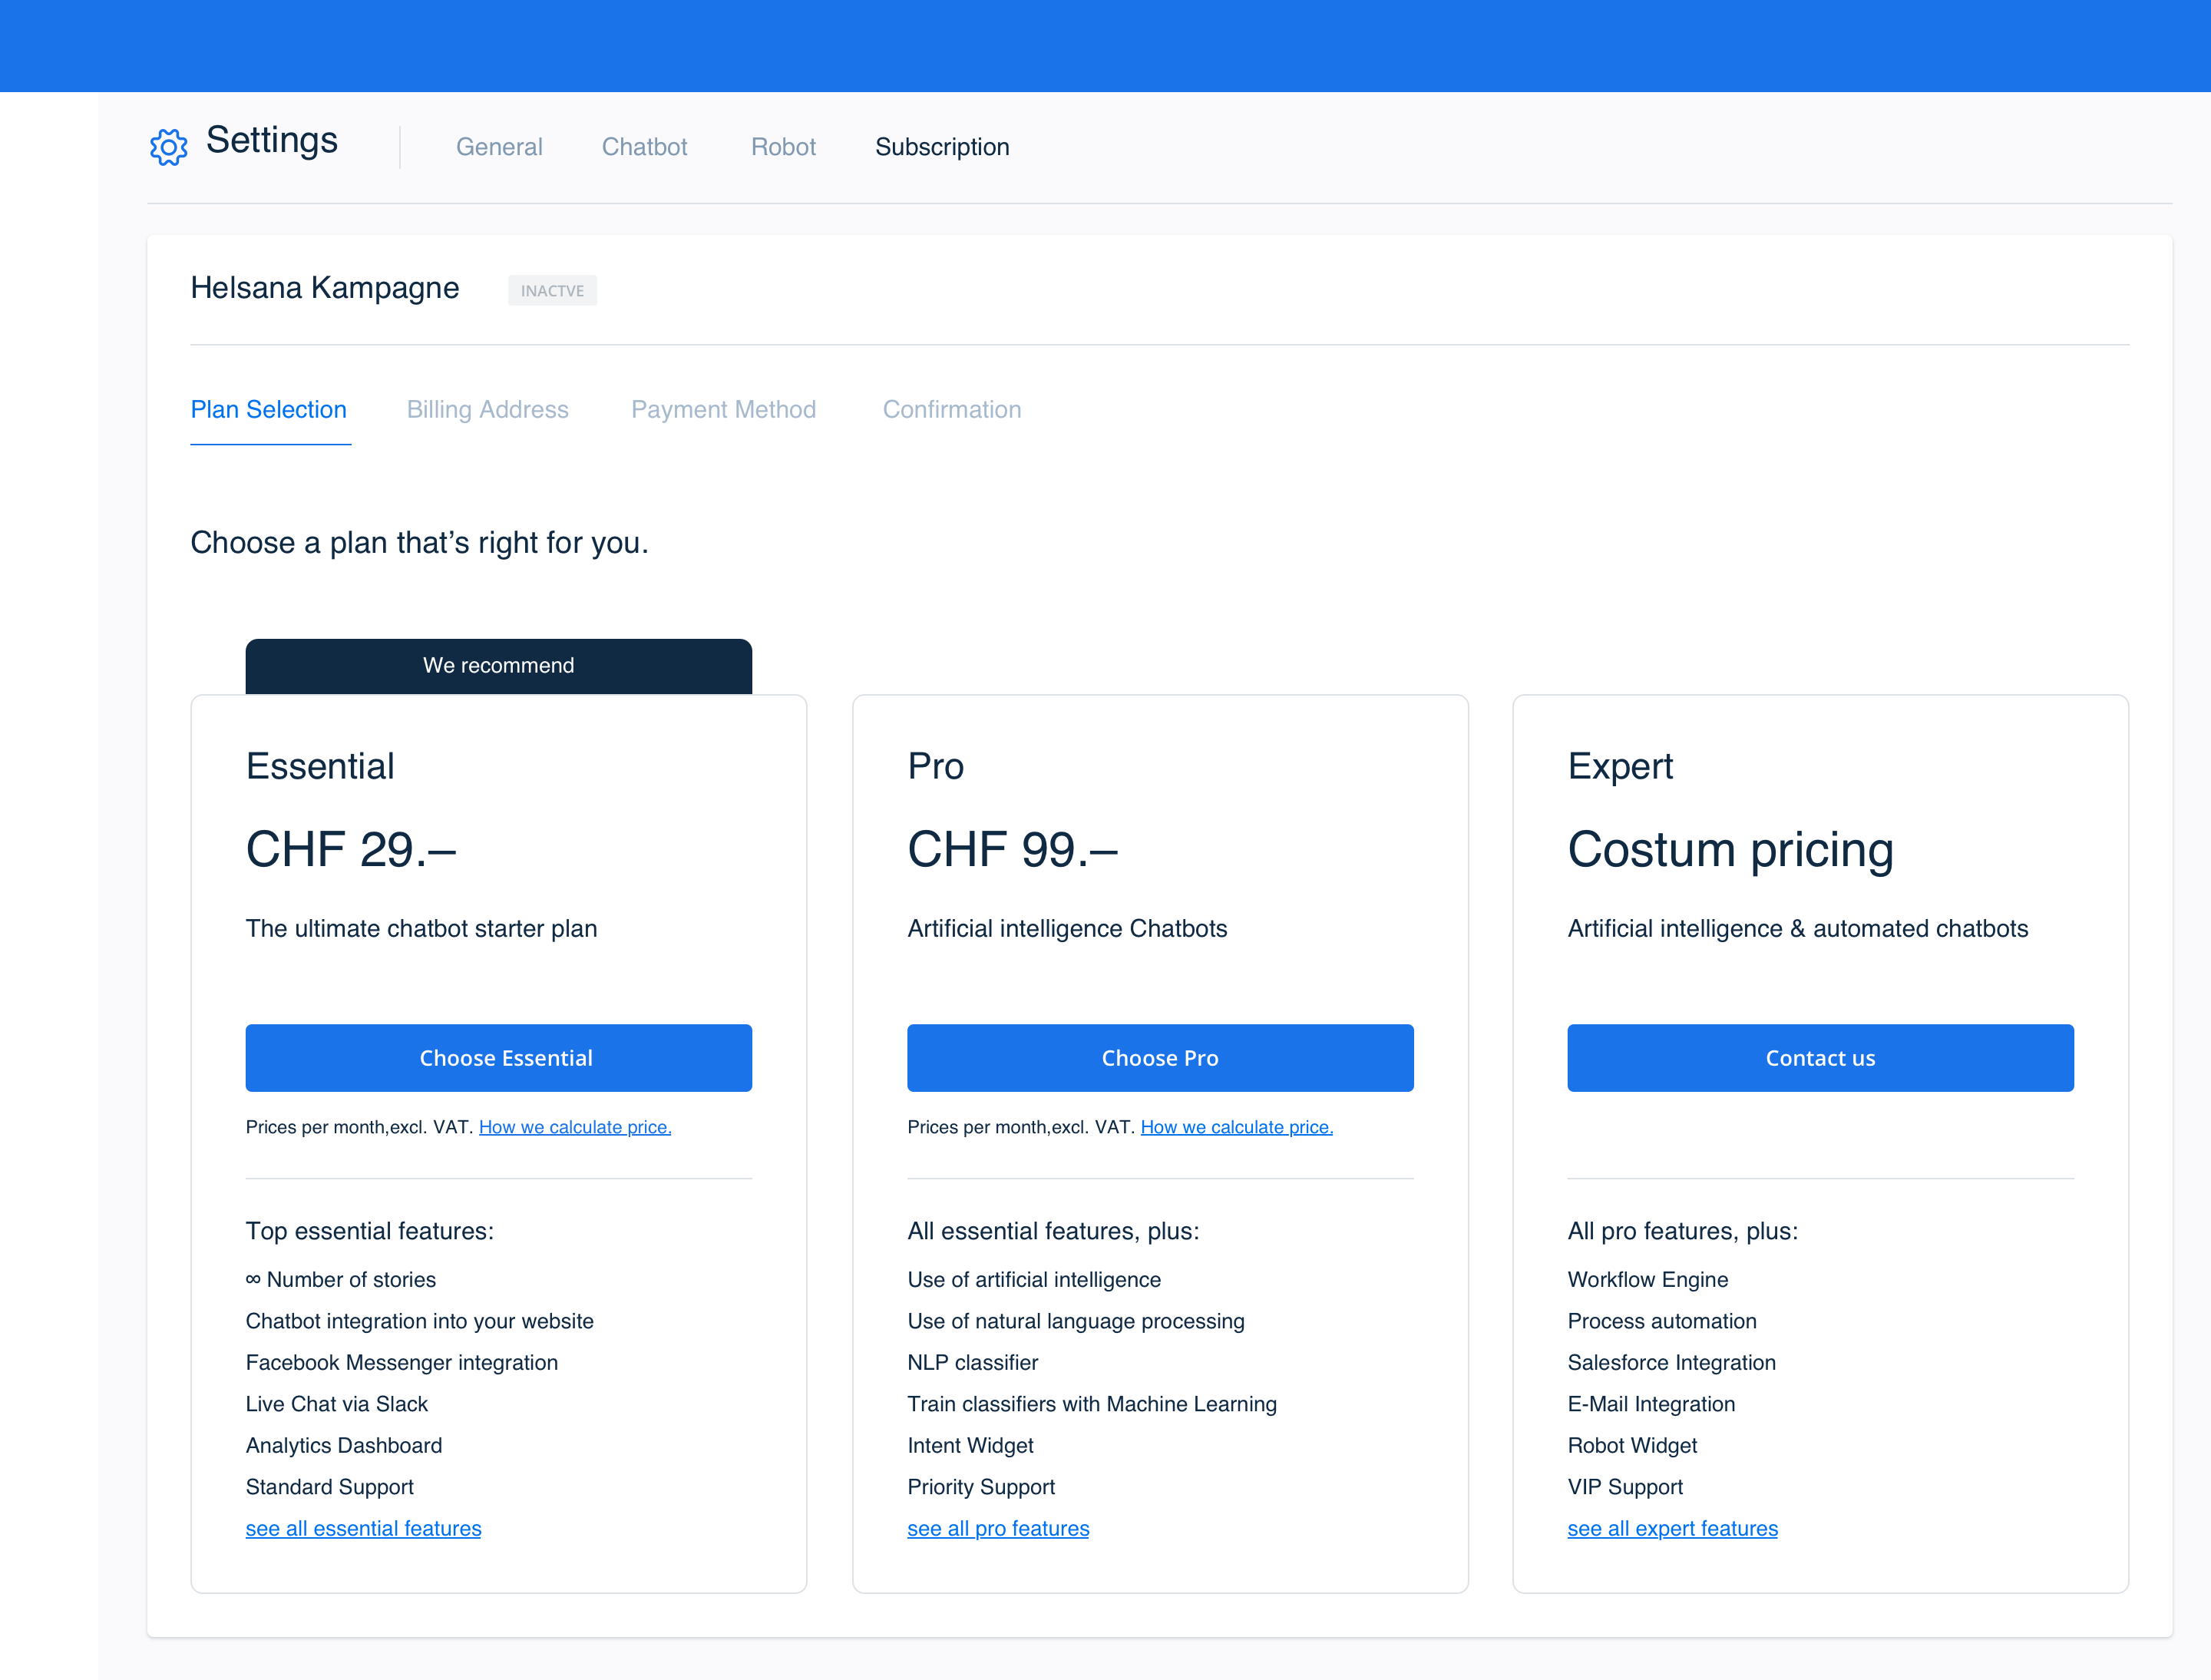 Settings
General
Chatbot
Robot
Subscription
Helsana Kampagne
INACTVE
Plan Selection
Billing Address
Payment Method
Confirmation
Choose a plan that’s right for you.
We recommend
Essential
CHF 29.–
The ultimate chatbot starter plan
Choose Essential
Prices per month,excl. VAT. How we calculate price.
Top essential features:
∞ Number of stories
Chatbot integration into your website
Facebook Messenger integration
Live Chat via Slack
Analytics Dashboard
Standard Support
see all essential features
Pro
CHF 99.–
Artificial intelligence Chatbots
Choose Pro
Prices per month,excl. VAT. How we calculate price.
All essential features, plus:
Use of artificial intelligence
Use of natural language processing
NLP classifier
Train classifiers with Machine Learning
Intent Widget
Priority Support
see all pro features
Expert
Costum pricing
Artificial intelligence & automated chatbots
Contact us
All pro features, plus:
Workflow Engine
Process automation
Salesforce Integration
E-Mail Integration
Robot Widget
VIP Support
see all expert features